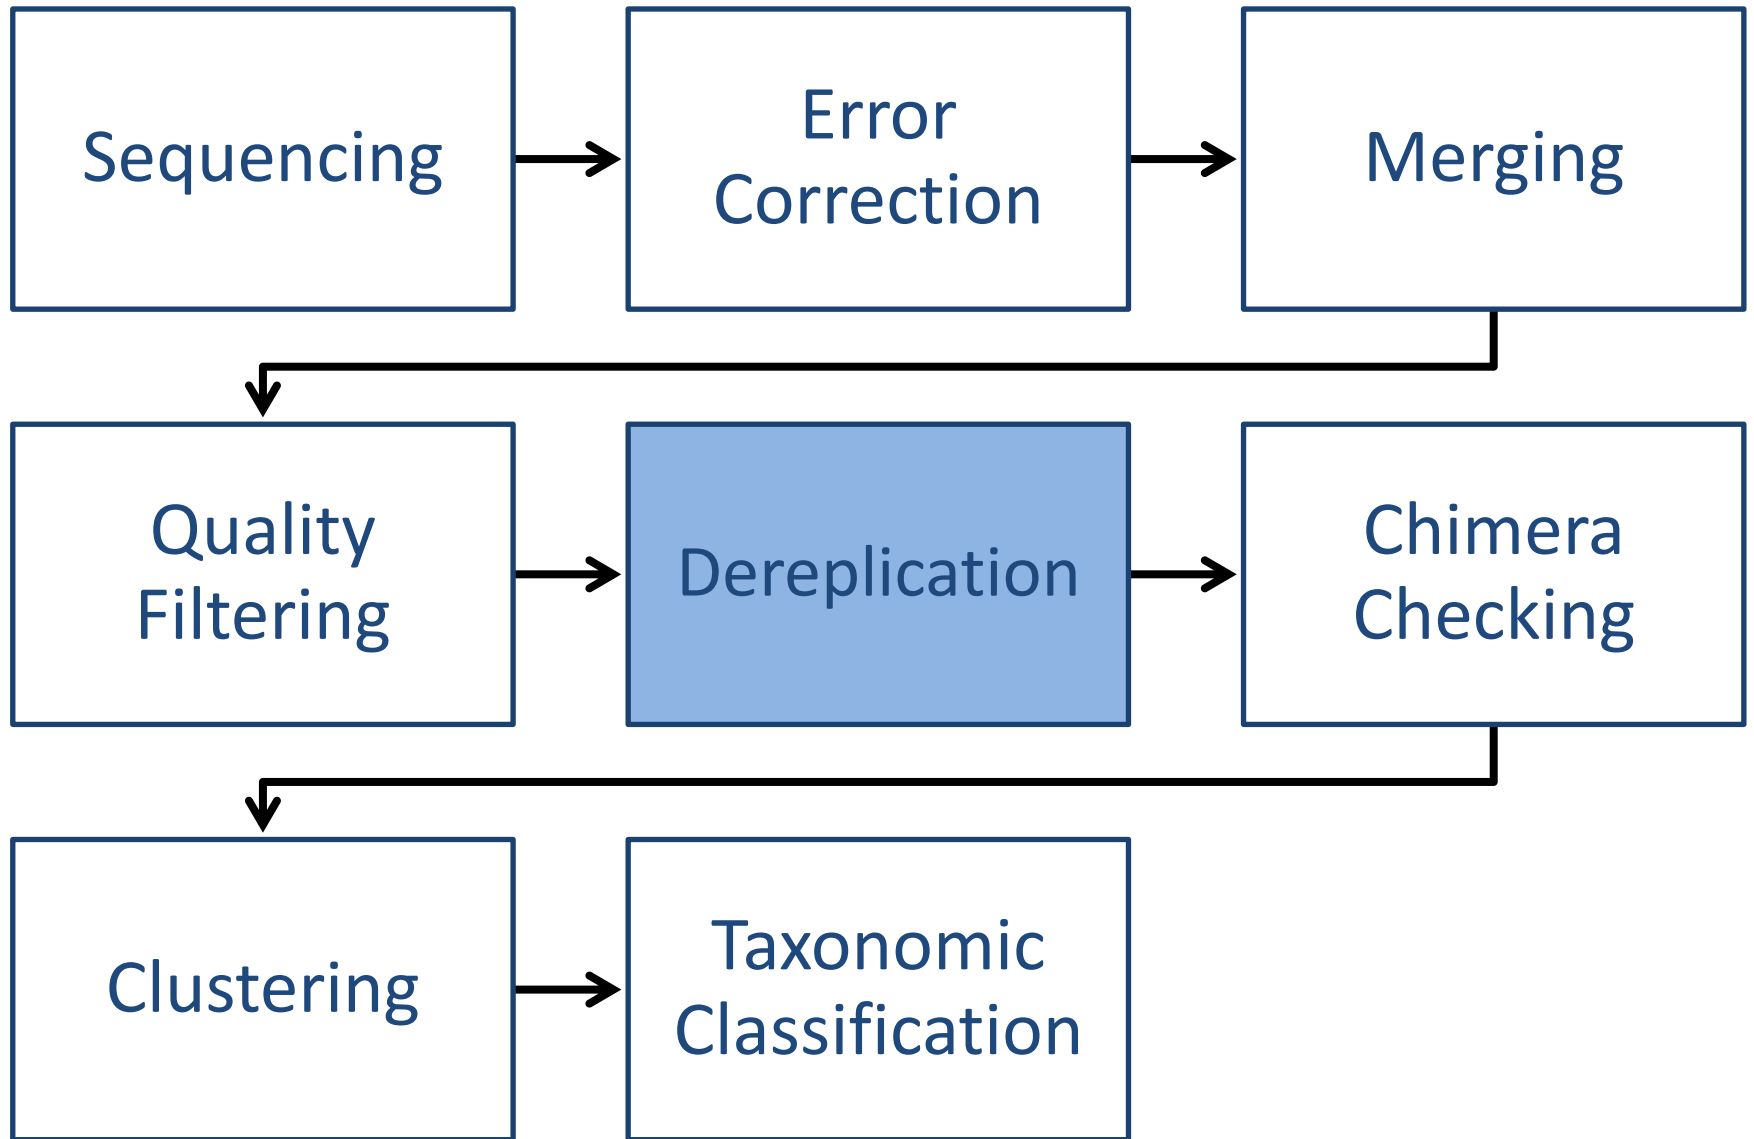 Sequencing
Error
Correction
Merging
Quality
Filtering
Dereplication
Chimera
Checking
Clustering
Taxonomic
Classification